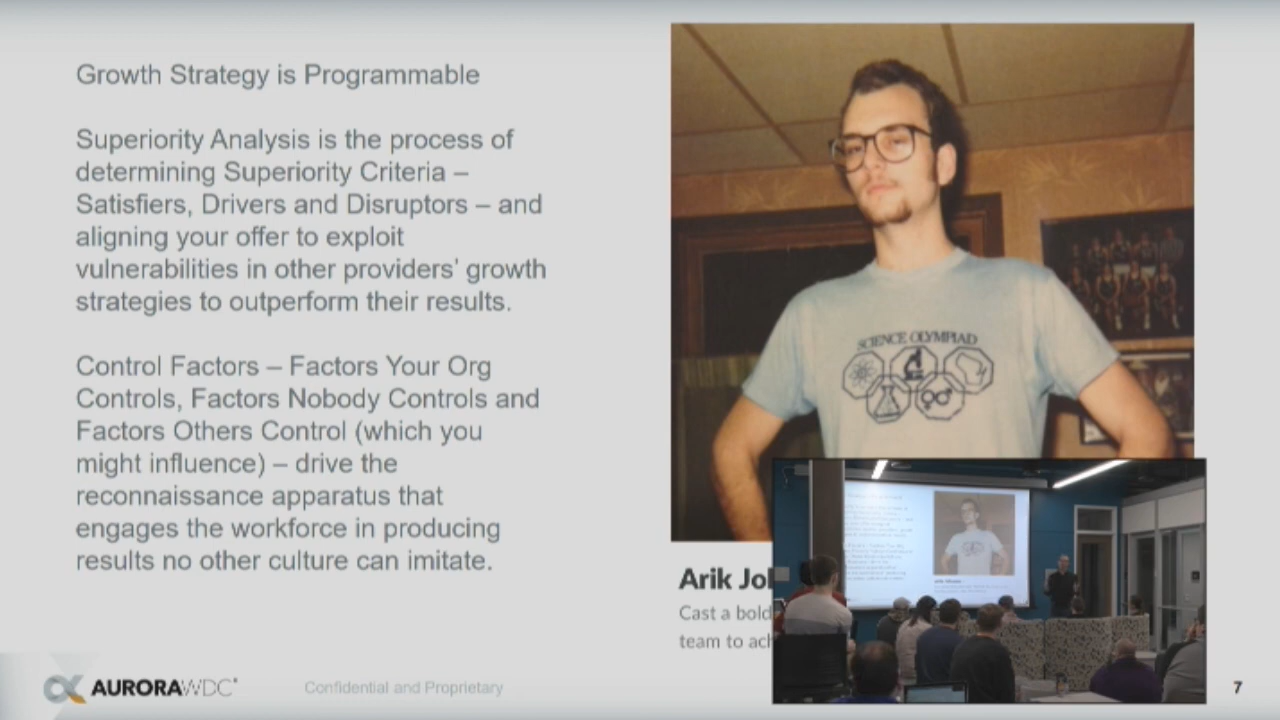 Growth Strategy is Programmable
Superiority Analysis is the process of
determining Superiority Criteria –
Satisfiers, Drivers and Disruptors – and
aligning your offer to exploit
vulnerabilities in other providers' growth
strategies to outperform their results.
Control Factors – Factors Your Org
Controls, Factors Nobody Controls and
Factors Others Control (which you
might influence) – drive the
reconnaissance apparatus that
engages the workforce in producing
results no other culture can imitate.
SCIENCE OLYMPIAD
Arik
Cast a bold
team to
AURORAWDC
Confidential and Proprietary
7